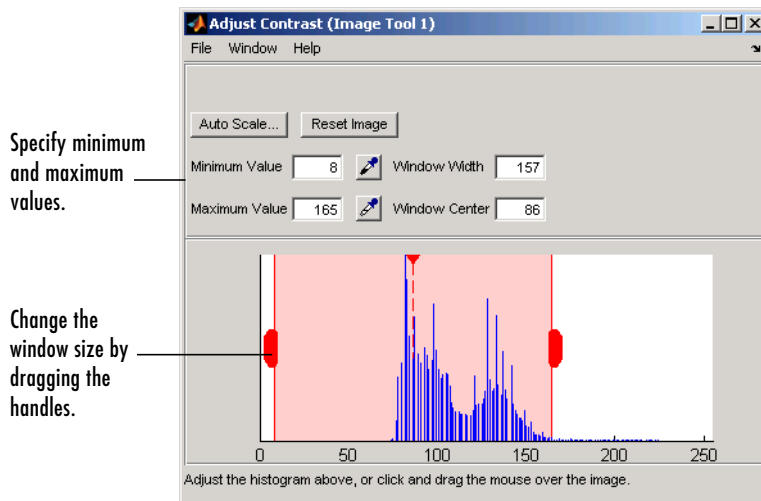 Adjust Contrast (Image Tool 1)
File Window Help
Auto Scale... Reset Image
Specify minimum
and maximum
values.
Minimum Value 8 Window Width 157
Maximum Value 165 Window Center 86
Change the
window size by
dragging the
handles.
0 50 100 150 200 250
Adjust the histogram above, or click and drag the mouse over the image.